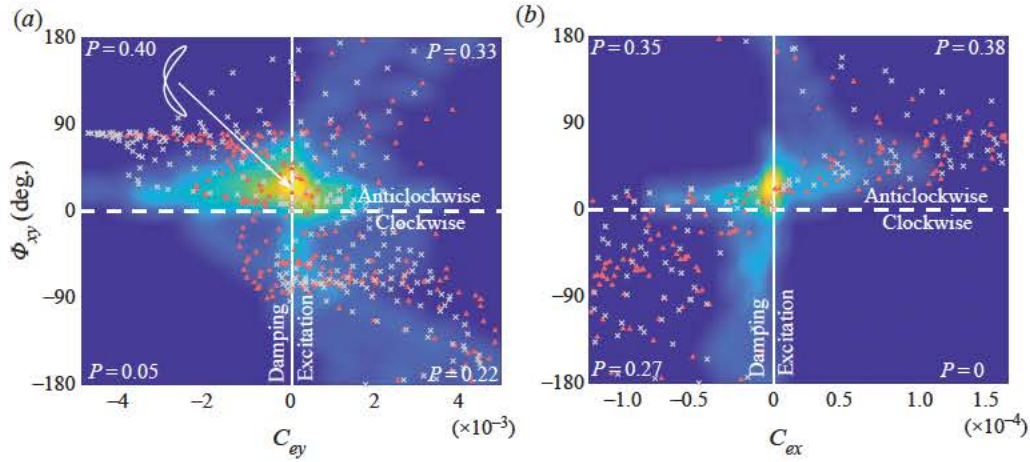 (a)
(b)
180
P = 0.40
P = 0.33
90
Φxy (deg.)
0
Anticlockwise
Clockwise
–90
Damping
Excitation
–180
P = 0.05
P = 0.22
–4
–2
0
2
4
(×10–3)
Cey
180
P = 0.35
P = 0.38
90
0
Anticlockwise
Clockwise
–90
Damping
Excitation
–180
P = 0.27
P = 0
–1.0
–0.5
0
0.5
1.0
1.5
(×10–4)
Cex